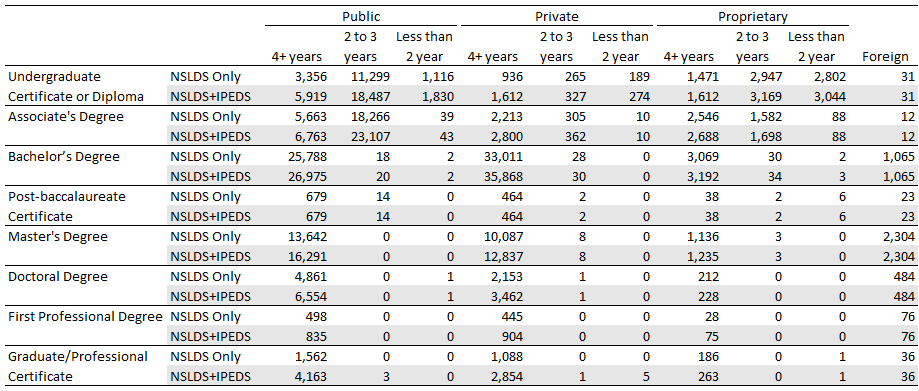 Public Private Proprietary
4+ years 2 to 3 years Less than 2 year 4+ years 2 to 3 years Less than 2 year 4+ years 2 to 3 years Less than 2 year Foreign
Undergraduate NSLDS Only 3,356 11,299 1,116 936 265 189 1,471 2,947 2,802 31
Certificate or Diploma NSLDS+IPEDS 5,919 18,487 1,830 1,612 327 274 1,612 3,169 3,044 31
Associate's Degree NSLDS Only 5,663 18,266 39 2,213 305 10 2,546 1,582 88 12
NSLDS+IPEDS 6,763 23,107 43 2,800 362 10 2,688 1,698 88 12
Bachelor’s Degree NSLDS Only 25,788 18 2 33,011 28 0 3,069 30 2 1,065
NSLDS+IPEDS 26,975 20 2 35,868 30 0 3,192 34 3 1,065
Post-baccalaureate NSLDS Only 679 14 0 464 2 0 38 2 6 23
Certificate NSLDS+IPEDS 679 14 0 464 2 0 38 2 6 23
Master's Degree NSLDS Only 13,642 0 0 10,087 8 0 1,136 3 0 2,304
NSLDS+IPEDS 16,291 0 0 12,837 8 0 1,235 3 0 2,304
Doctoral Degree NSLDS Only 4,861 0 1 2,153 1 0 212 0 0 484
NSLDS+IPEDS 6,554 0 1 3,462 1 0 228 0 0 484
First Professional Degree NSLDS Only 498 0 0 445 0 0 28 0 0 76
NSLDS+IPEDS 835 0 0 904 0 0 75 0 0 76
Graduate/Professional NSLDS Only 1,562 0 0 1,088 0 0 186 0 1 36
Certificate NSLDS+IPEDS 4,163 3 0 2,854 1 5 263 0 1 36